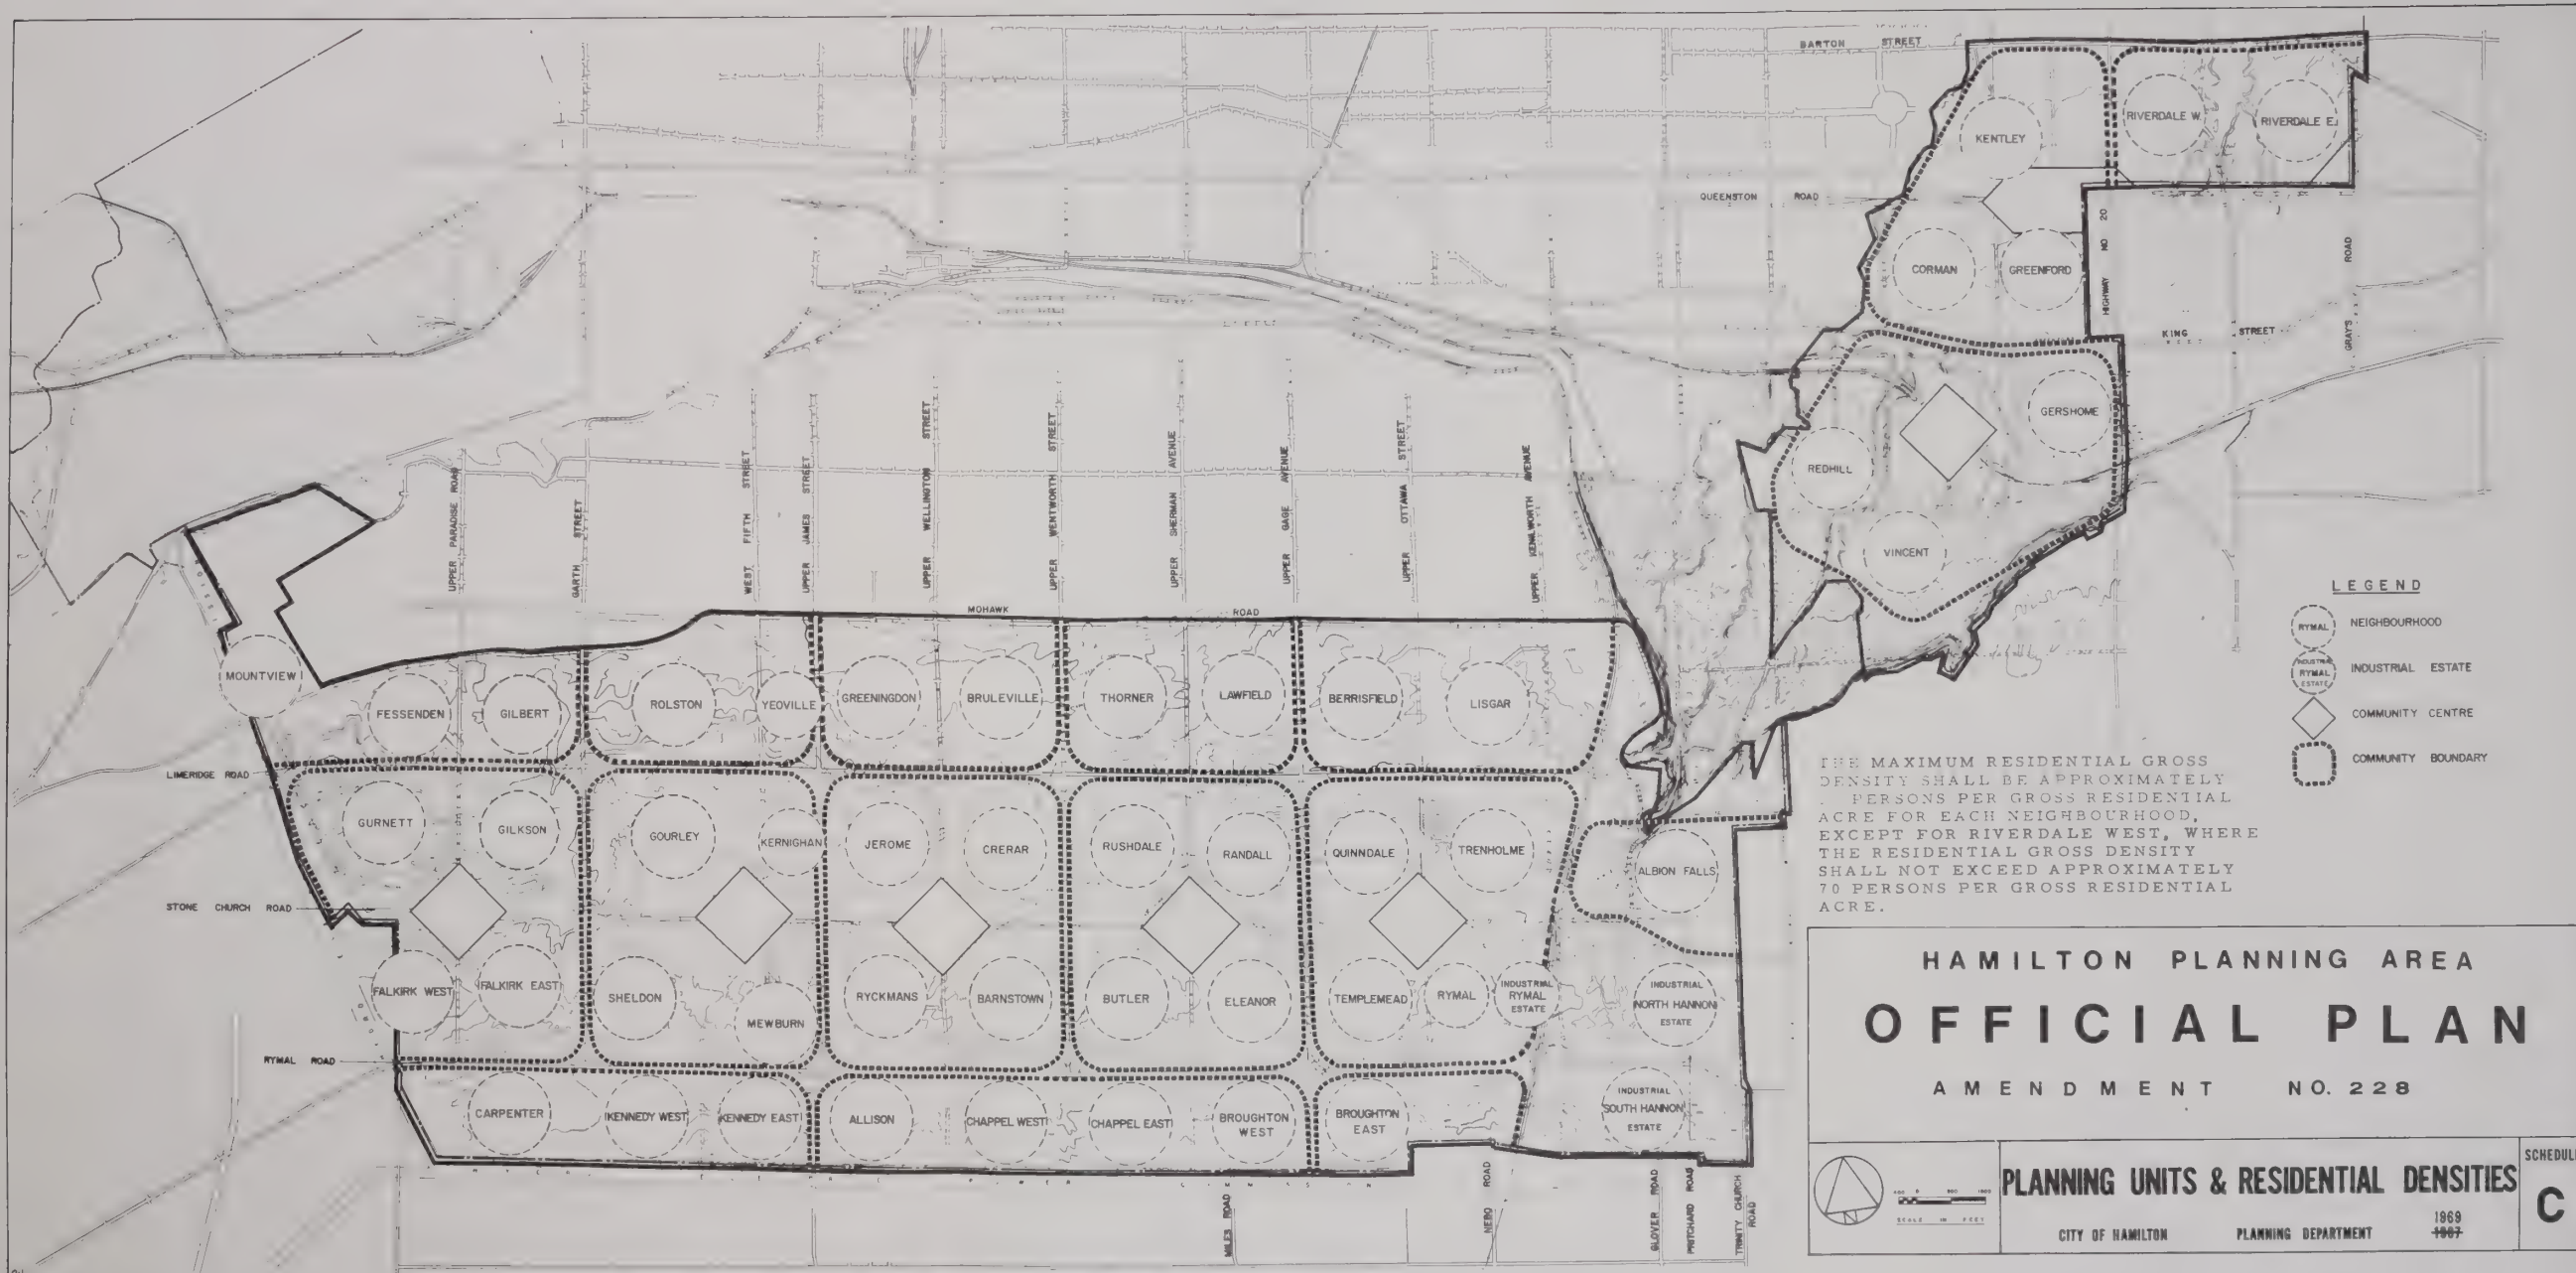 BARTON STREET
KENTLEY
RIVERDALE W.
RIVERDALE E.
QUEENSTON ROAD
HIGHWAY NO 20
GRAY'S ROAD
CORMAN
GREENFORD
KING STREET
GERSHOME
REDHILL
VINCENT
UPPER PARADISE ROAD
GARTH STREET
WEST FIFTH STREET
UPPER JAMES STREET
UPPER WELLINGTON STREET
UPPER WENTWORTH STREET
UPPER SHERMAN AVENUE
UPPER GAGE AVENUE
UPPER OTTAWA STREET
UPPER KENILWORTH AVENUE
MOHAWK ROAD
MOUNTVIEW
FESSENDEN
GILBERT
ROLSTON
YEOVILLE
GREENINGDON
BRULEVILLE
THORNER
LAWFIELD
BERRISFIELD
LISGAR
LIMERIDGE ROAD
GURNETT
GILKSON
GOURLEY
KERNIGHAN
JEROME
CRERAR
RUSHDALE
RANDALL
QUINNDALE
TRENHOLME
ALBION FALLS
STONE CHURCH ROAD
FALKIRK WEST
FALKIRK EAST
SHELDON
MEWBURN
RYCKMANS
BARNSTOWN
BUTLER
ELEANOR
TEMPLEMEAD
RYMAL
INDUSTRIAL
RYMAL
ESTATE
INDUSTRIAL
NORTH HANNON
ESTATE
RYMAL ROAD
CARPENTER
KENNEDY WEST
KENNEDY EAST
ALLISON
CHAPPEL WEST
CHAPPEL EAST
BROUGHTON
WEST
BROUGHTON
EAST
INDUSTRIAL
SOUTH HANNON
ESTATE
MILES ROAD
NEBO ROAD
GLOVER ROAD
PRITCHARD ROAD
TRINITY CHURCH
ROAD
LEGEND
RYMAL
NEIGHBOURHOOD
INDUSTRIAL
RYMAL
ESTATE
INDUSTRIAL ESTATE
COMMUNITY CENTRE
COMMUNITY BOUNDARY
THE MAXIMUM RESIDENTIAL GROSS
DENSITY SHALL BE APPROXIMATELY
PERSONS PER GROSS RESIDENTIAL
ACRE FOR EACH NEIGHBOURHOOD,
EXCEPT FOR RIVERDALE WEST, WHERE
THE RESIDENTIAL GROSS DENSITY
SHALL NOT EXCEED APPROXIMATELY
70 PERSONS PER GROSS RESIDENTIAL
ACRE.
HAMILTON PLANNING AREA
OFFICIAL PLAN
AMENDMENT NO. 228
N
SCALE IN FEET
PLANNING UNITS & RESIDENTIAL DENSITIES
CITY OF HAMILTON PLANNING DEPARTMENT
1969
1967
SCHEDULE
C